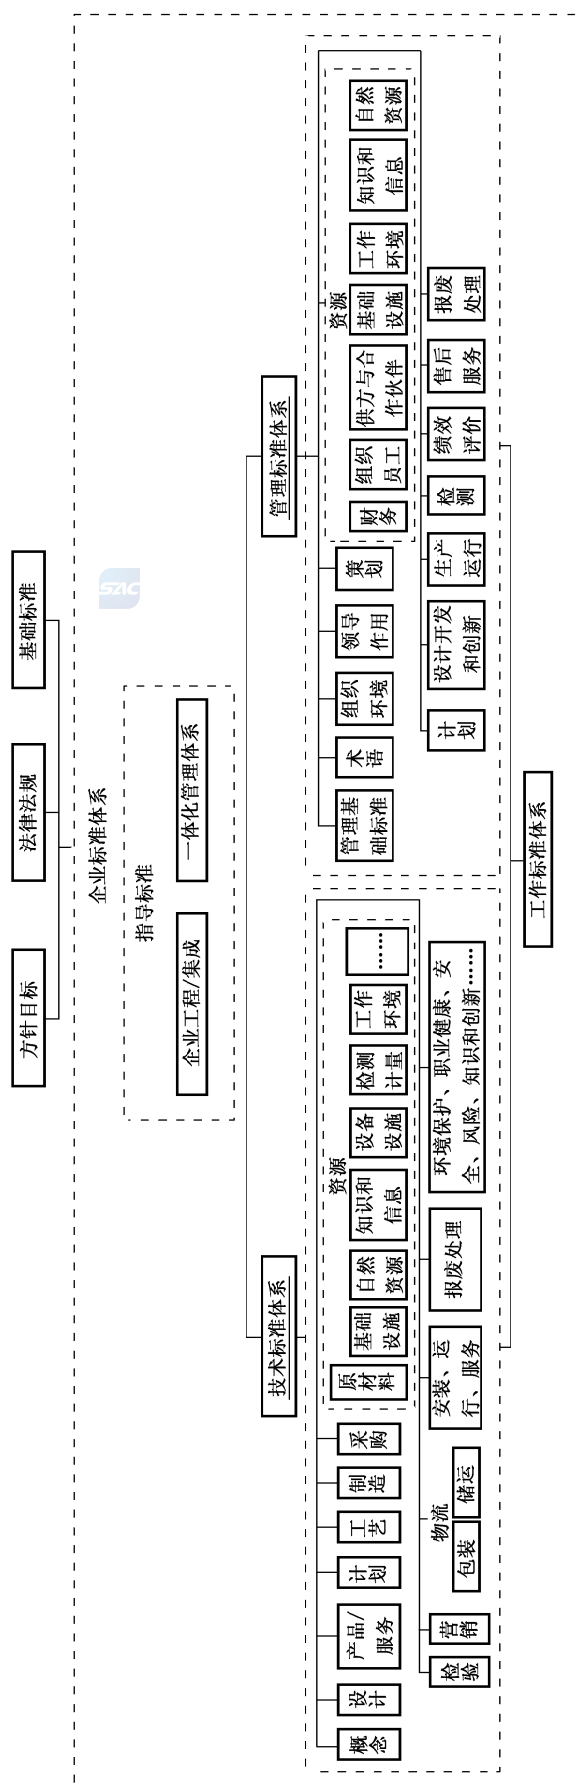 方针目标
法律法规
基础标准
SAC
企业标准体系
指导标准
企业工程/集成
一体化管理体系
技术标准体系
管理标准体系
概
念
设
计
产品/
服务
计
划
工
艺
制
造
采
购
资源
原
材
料
基础
设施
自然
资源
知识和
信息
设备
设施
检测
计量
工作
环境
……
检
验
营
销
物流
包装
储运
安装、运
行、服务
报废处理
环境保护、职业健康、安
全、风险、知识和创新……
管理基
础标准
术
语
组织
环境
领导
作用
策
划
资源
财
务
组织
员工
供方与合
作伙伴
基础
设施
工作
环境
知识和
信息
自然
资源
计
划
设计开发
和创新
生产
运行
检
测
绩效
评价
售后
服务
报废
处理
工作标准体系